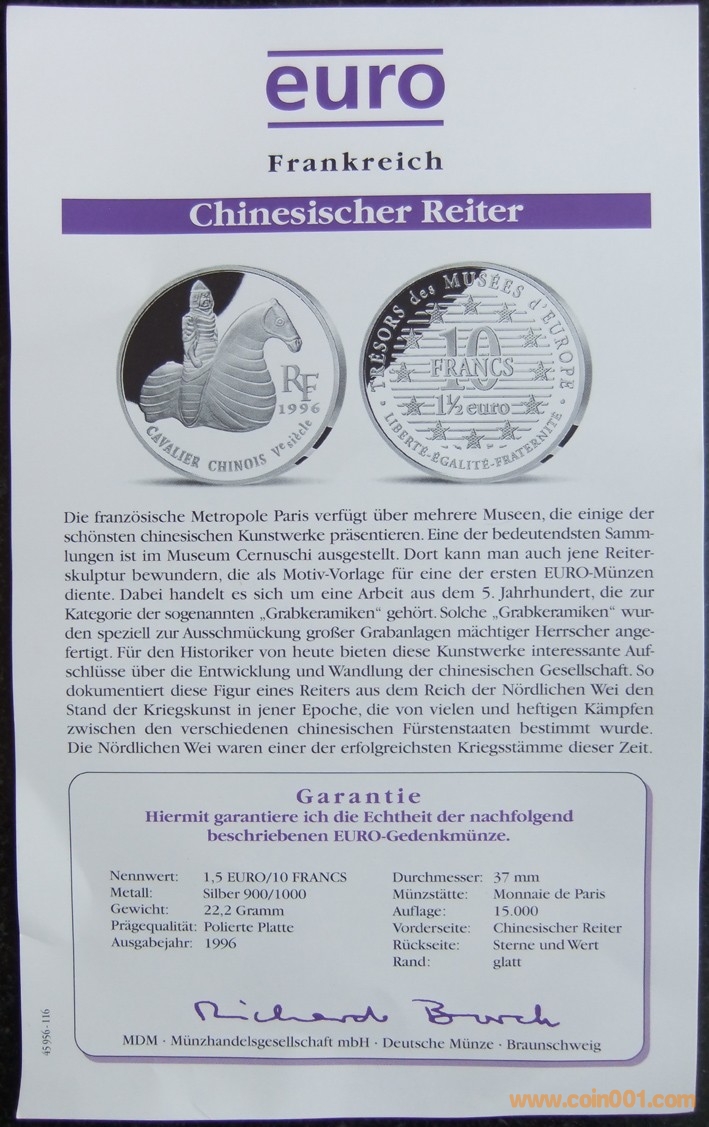 euro
Frankreich
Chinesischer Reiter
RF
1996
CAVALIER CHINOIS Ve siècle
TRÉSORS des MUSÉES d'EUROPE
10
FRANCS
1½ euro
LIBERTÉ-ÉGALITÉ-FRATERNITÉ
Die französische Metropole Paris verfügt über mehrere Museen, die einige der
schönsten chinesischen Kunstwerke präsentieren. Eine der bedeutendsten Samm-
lungen ist im Museum Cernuschi ausgestellt. Dort kann man auch jene Reiter-
skulptur bewundern, die als Motiv-Vorlage für eine der ersten EURO-Münzen
diente. Dabei handelt es sich um eine Arbeit aus dem 5. Jahrhundert, die zur
Kategorie der sogenannten „Grabkeramiken“ gehört. Solche „Grabkeramiken“ wur-
den speziell zur Ausschmückung großer Grabanlagen mächtiger Herrscher ange-
fertigt. Für den Historiker von heute bieten diese Kunstwerke interessante Auf-
schlüsse über die Entwicklung und Wandlung der chinesischen Gesellschaft. So
dokumentiert diese Figur eines Reiters aus dem Reich der Nördlichen Wei den
Stand der Kriegskunst in jener Epoche, die von vielen und heftigen Kämpfen
zwischen den verschiedenen chinesischen Fürstenstaaten bestimmt wurde.
Die Nördlichen Wei waren einer der erfolgreichsten Kriegsstämme dieser Zeit.
Garantie
Hiermit garantiere ich die Echtheit der nachfolgend
beschriebenen EURO-Gedenkmünze.
Nennwert: 1,5 EURO/10 FRANCS
Metall: Silber 900/1000
Gewicht: 22,2 Gramm
Prägequalität: Polierte Platte
Ausgabejahr: 1996
Durchmesser: 37 mm
Münzstätte: Monnaie de Paris
Auflage: 15.000
Vorderseite: Chinesischer Reiter
Rückseite: Sterne und Wert
Rand: glatt
Richard Borek
MDM · Münzhandelsgesellschaft mbH · Deutsche Münze · Braunschweig
45 956-116
www.coin001.com